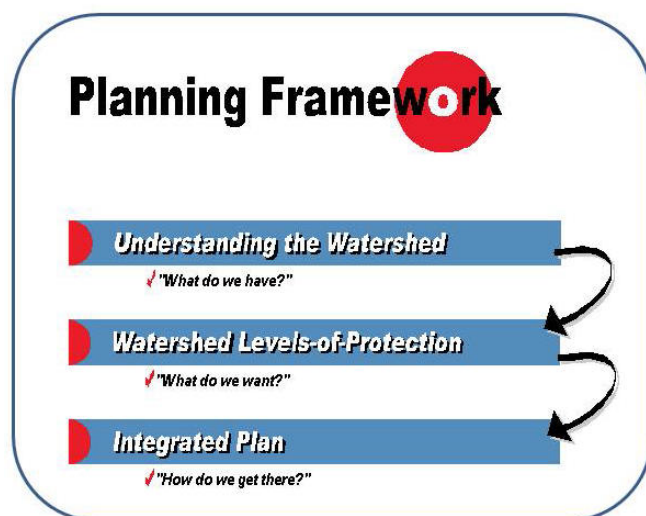 Planning Framework
Understanding the Watershed
"What do we have?"
Watershed Levels-of-Protection
"What do we want?"
Integrated Plan
"How do we get there?"